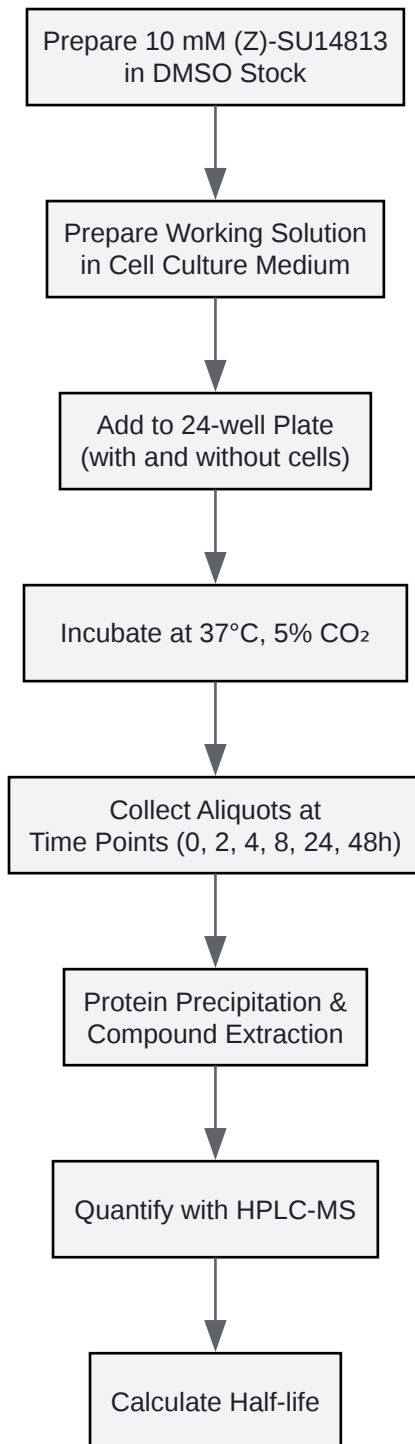 Prepare 10 mM (Z)-SU14813
in DMSO Stock
Prepare Working Solution
in Cell Culture Medium
Add to 24-well Plate
(with and without cells)
Incubate at 37°C, 5% CO₂
Collect Aliquots at
Time Points (0, 2, 4, 8, 24, 48h)
Protein Precipitation &
Compound Extraction
Quantify with HPLC-MS
Calculate Half-life